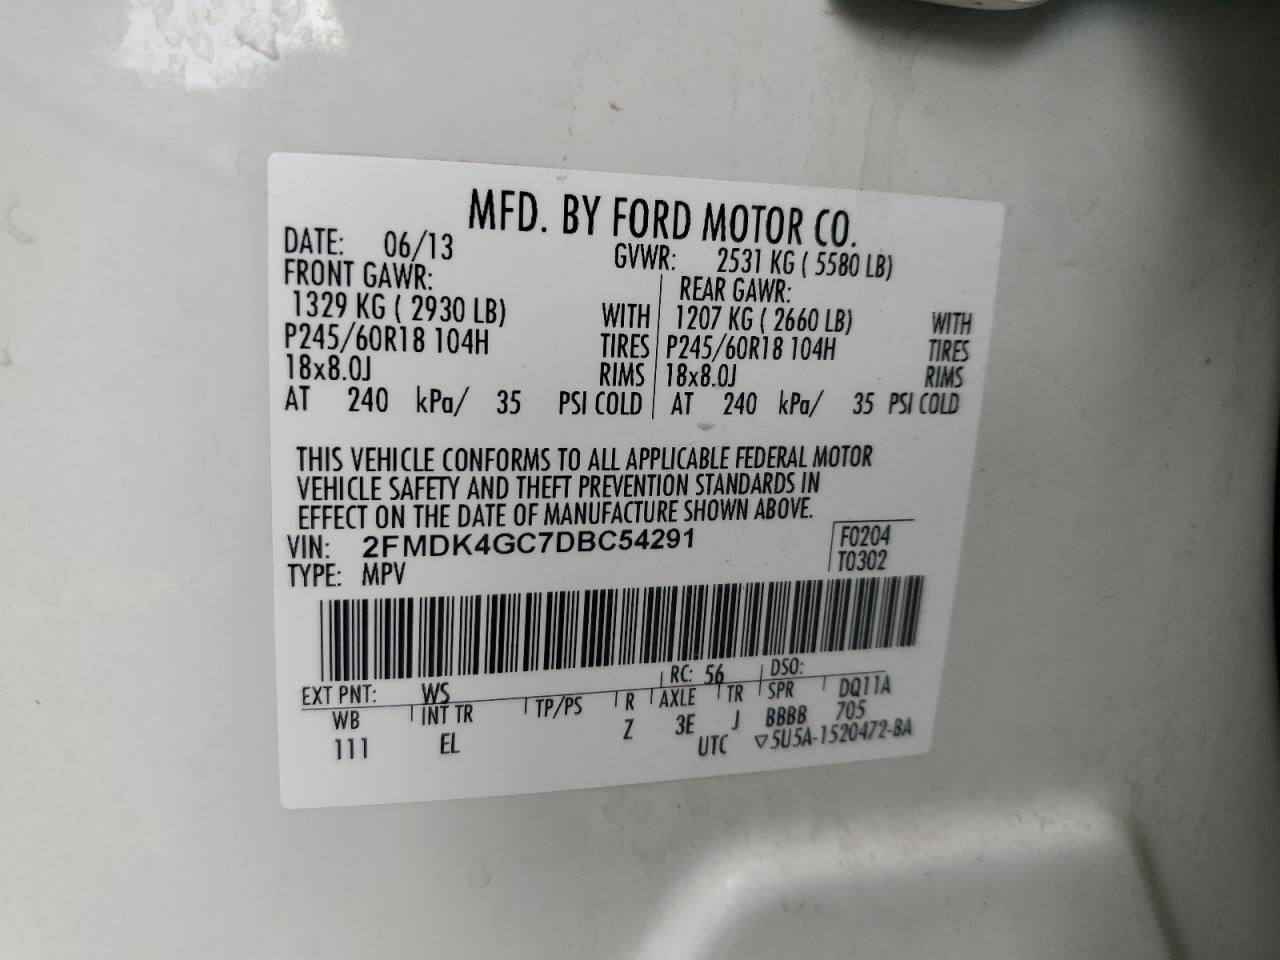 MFD. BY FORD MOTOR CO.
DATE: 06/13 GVWR: 2531 KG ( 5580 LB)
FRONT GAWR: REAR GAWR:
1329 KG ( 2930 LB) WITH 1207 KG ( 2660 LB) WITH
P245/60R18 104H TIRES P245/60R18 104H TIRES
18x8.0J RIMS 18x8.0J RIMS
AT 240 kPa/ 35 PSI COLD AT 240 kPa/ 35 PSI COLD
THIS VEHICLE CONFORMS TO ALL APPLICABLE FEDERAL MOTOR
VEHICLE SAFETY AND THEFT PREVENTION STANDARDS IN
EFFECT ON THE DATE OF MANUFACTURE SHOWN ABOVE.
VIN: 2FMDK4GC7DBC54291 F0204
TYPE: MPV T0302
EXT PNT: WS RC: 56 DSO:
WB INT TR TP/PS R AXLE TR SPR DQ11A
111 EL Z 3E J BBBB 705
UTC ▽5U5A-1520472-BA